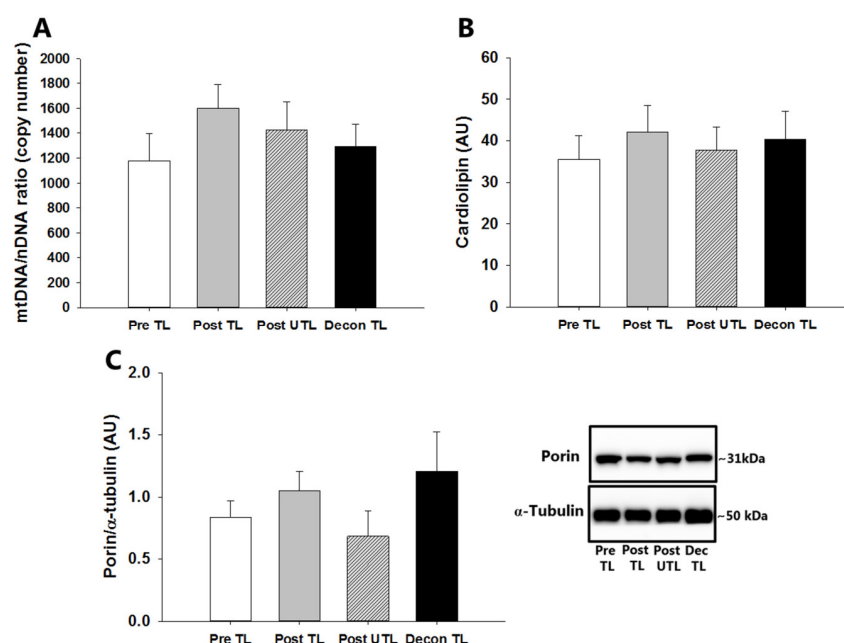 A
mtDNA/nDNA ratio (copy number)
2000
1800
1600
1400
1200
1000
800
600
400
200
0
Pre TL Post TL Post UTL Decon TL
B
Cardiolipin (AU)
60
50
40
30
20
10
0
Pre TL Post TL Post UTL Decon TL
C
Porin/α-tubulin (AU)
2.0
1.5
1.0
0.5
0.0
Pre TL Post TL Post UTL Decon TL
Porin ~31kDa
α-Tubulin ~50 kDa
Pre Post Post Dec
TL TL UTL TL